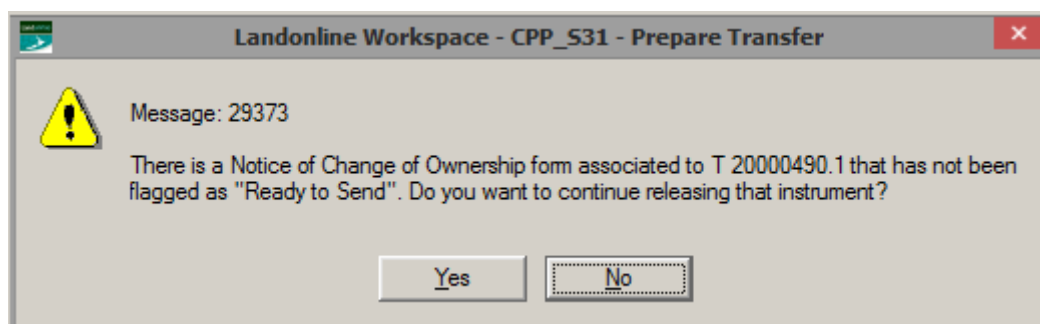 Landonline Workspace - CPP_S31 - Prepare Transfer
Message: 29373
There is a Notice of Change of Ownership form associated to T 20000490.1 that has not been
flagged as "Ready to Send". Do you want to continue releasing that instrument?
Yes
No